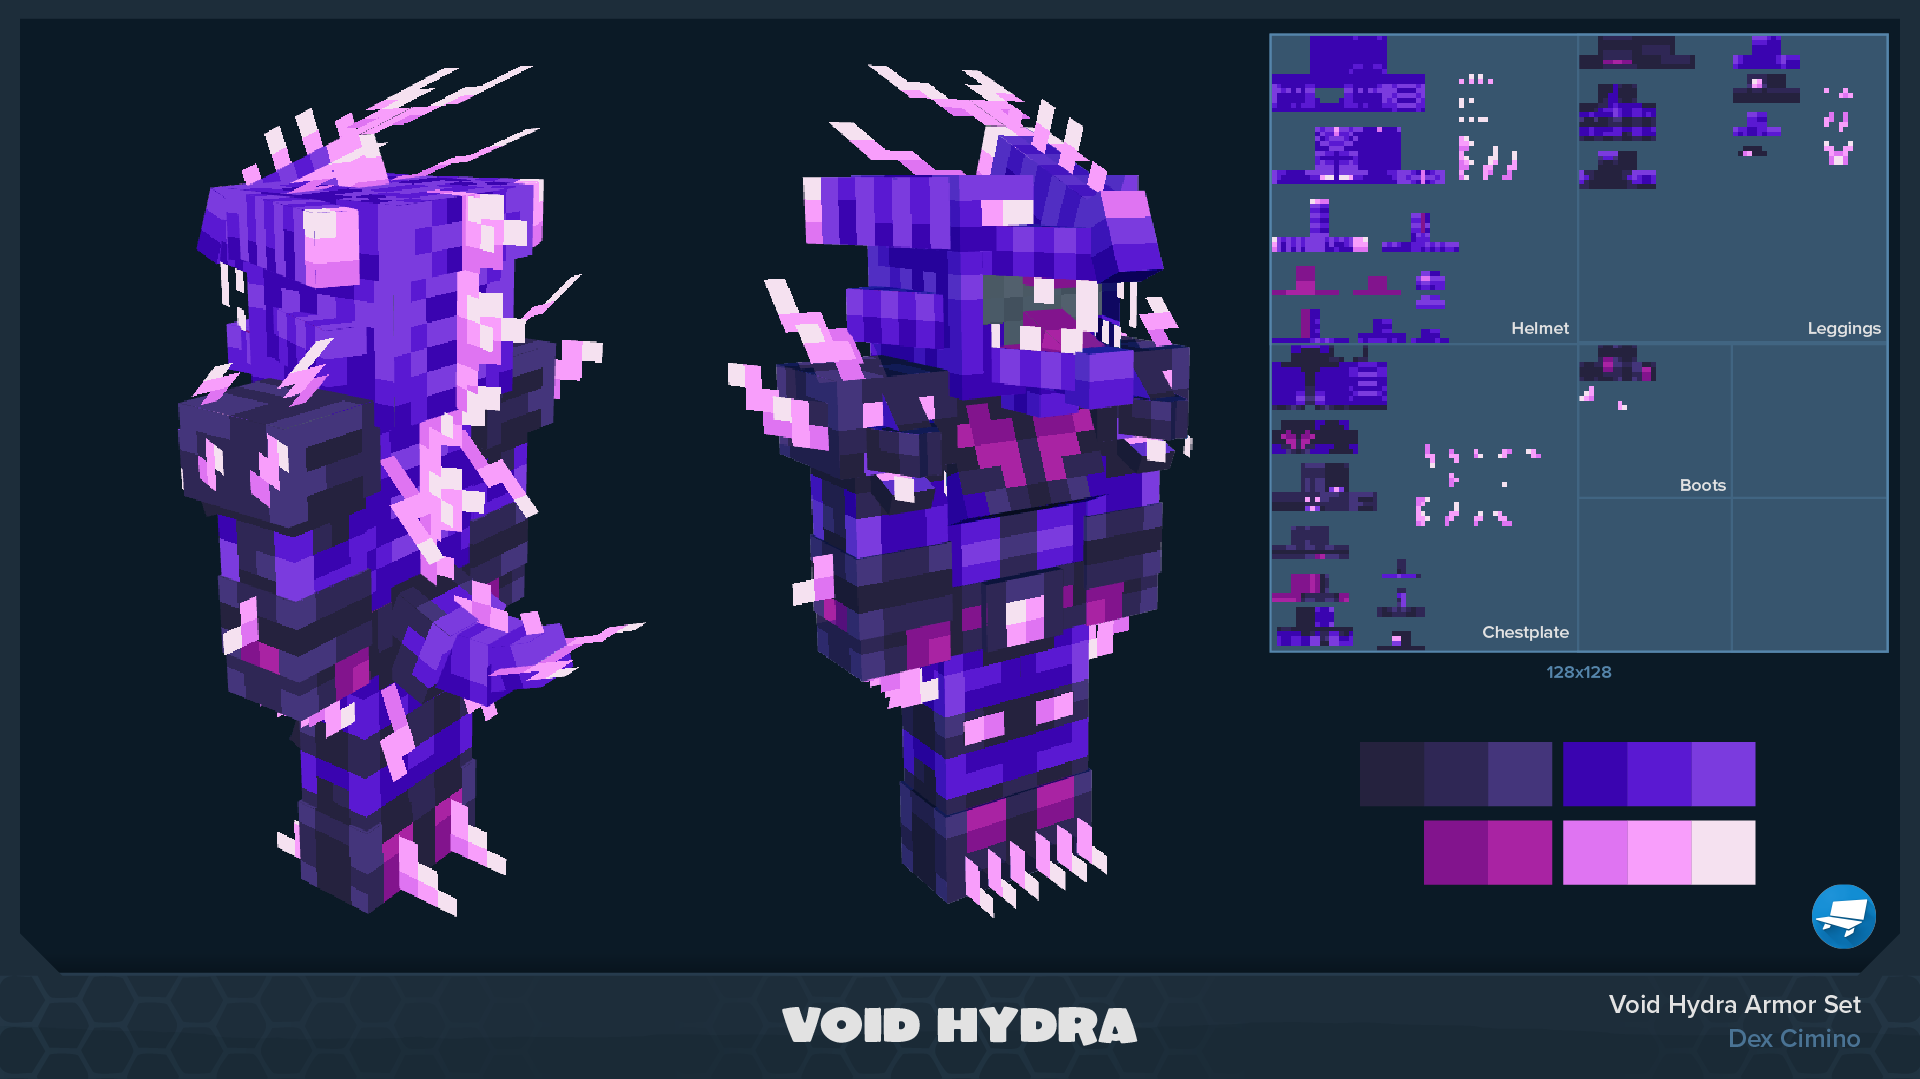 Helmet
Leggings
Boots
Chestplate
128x128
VOID HYDRA
Void Hydra Armor Set
Dex Cimino